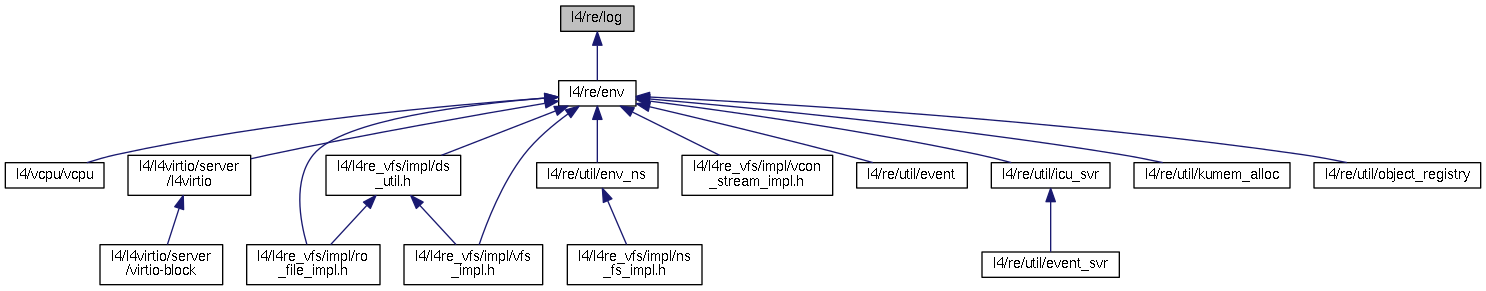 l4/re/log
l4/re/env
l4/vcpu/vcpu
l4/l4virtio/server
/l4virtio
l4/l4re_vfs/impl/ds
_util.h
l4/re/util/env_ns
l4/l4re_vfs/impl/vcon
_stream_impl.h
l4/re/util/event
l4/re/util/icu_svr
l4/re/util/kumem_alloc
l4/re/util/object_registry
l4/l4virtio/server
/virtio-block
l4/l4re_vfs/impl/ro
_file_impl.h
l4/l4re_vfs/impl/vfs
_impl.h
l4/l4re_vfs/impl/ns
_fs_impl.h
l4/re/util/event_svr